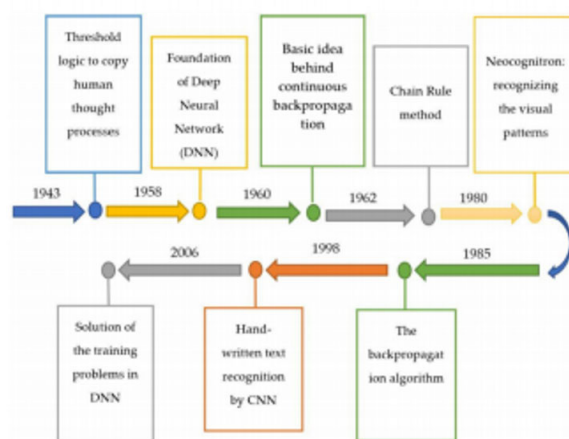 Threshold
logic to copy
human
thought
processes
Foundation
of Deep
Neural
Network
(DNN)
Basic idea
behind
continuous
backpropaga
tion
Chain Rule
method
Neocognitron:
recognizing
the visual
patterns
1943
1958
1960
1962
1980
2006
1998
1985
Solution of
the training
problems in
DNN
Hand-
written text
recognition
by CNN
The
backpropagat
ion algorithm